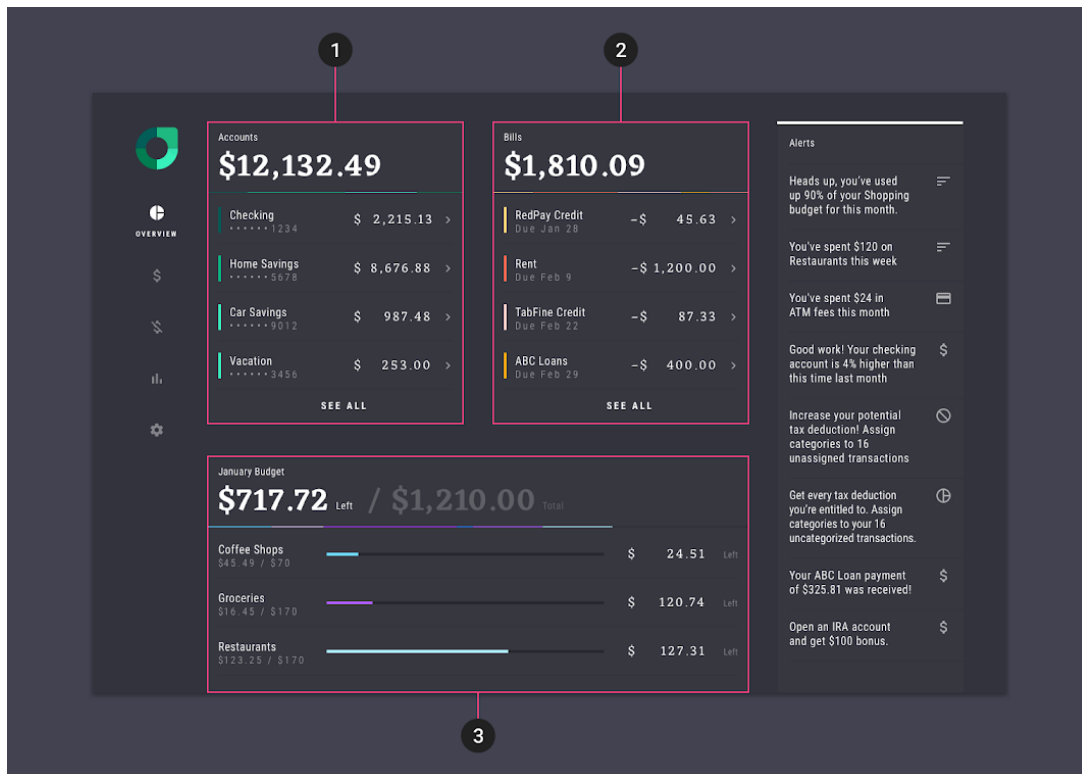 1
2
OVERVIEW
Accounts
$12,132.49
Checking
$ 2,215.13
••••••1234
Home Savings
$ 8,676.88
••••••5678
Car Savings
$ 987.48
••••••9012
Vacation
$ 253.00
••••••3456
SEE ALL
Bills
$1,810.09
RedPay Credit
-$ 45.63
Due Jan 28
Rent
-$ 1,200.00
Due Feb 9
TabFine Credit
-$ 87.33
Due Feb 22
ABC Loans
-$ 400.00
Due Feb 29
SEE ALL
January Budget
$717.72 Left / $1,210.00 Total
Coffee Shops
$45.49 / $70
$ 24.51 Left
Groceries
$16.45 / $170
$ 120.74 Left
Restaurants
$123.25 / $170
$ 127.31 Left
Alerts
Heads up, you've used
up 90% of your Shopping
budget for this month.
You've spent $120 on
Restaurants this week
You've spent $24 in
ATM fees this month
Good work! Your checking
account is 4% higher than
this time last month
Increase your potential
tax deduction! Assign
categories to 16
unassigned transactions
Get every tax deduction
you're entitled to. Assign
categories to your 16
uncategorized transactions.
Your ABC Loan payment
of $325.81 was received!
Open an IRA account
and get $100 bonus.
3